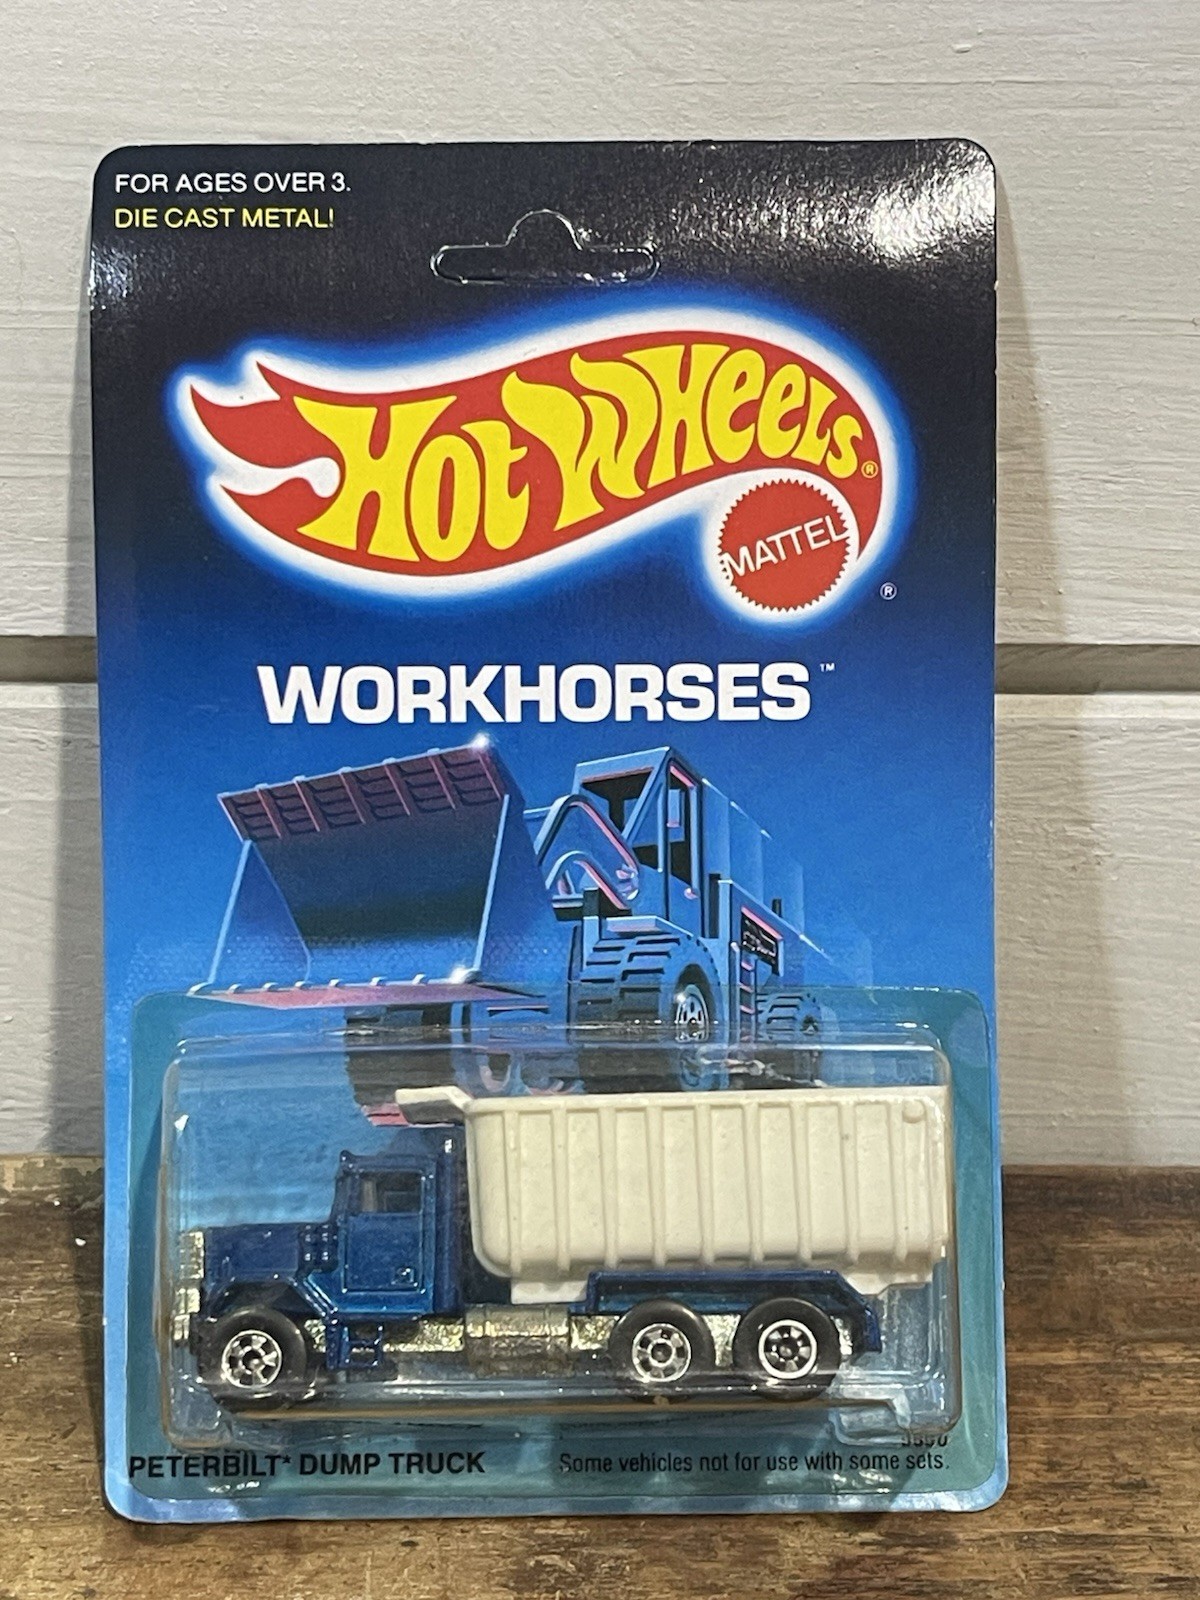 FOR AGES OVER 3.
DIE CAST METAL!
HOT WHEELS®
MATTEL
®
WORKHORSES™
PETERBILT* DUMP TRUCK
Some vehicles not for use with some sets.